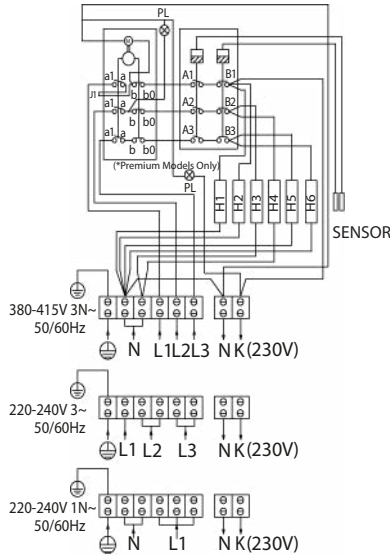 PL
M
a1 a
J1
b b0
A1 B1
a1 a
b b0
A2 B2
a1 a
b b0
A3 B3
(*Premium Models Only)
PL
H1 H2 H3 H4 H5 H6
SENSOR
380-415V 3N~
50/60Hz
N L1 L2 L3 N K (230V)
220-240V 3~
50/60Hz
L1 L2 L3 N K (230V)
220-240V 1N~
50/60Hz
N L1 N K (230V)